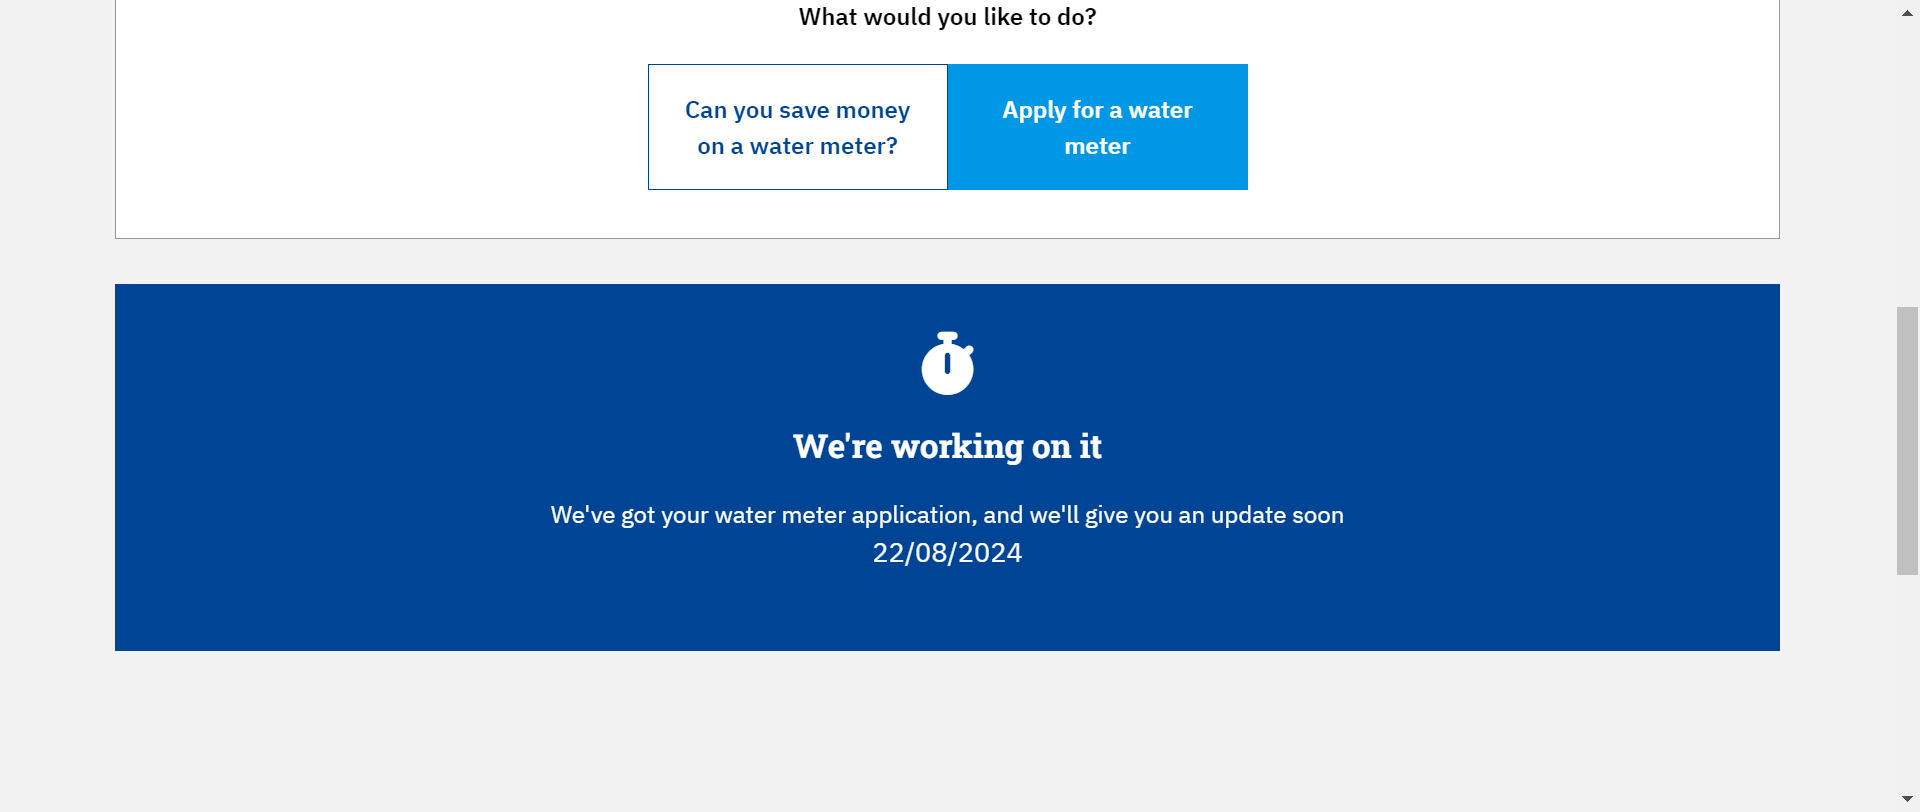 What would you like to do?
Can you save money
on a water meter?
Apply for a water
meter
We're working on it
We've got your water meter application, and we'll give you an update soon
22/08/2024